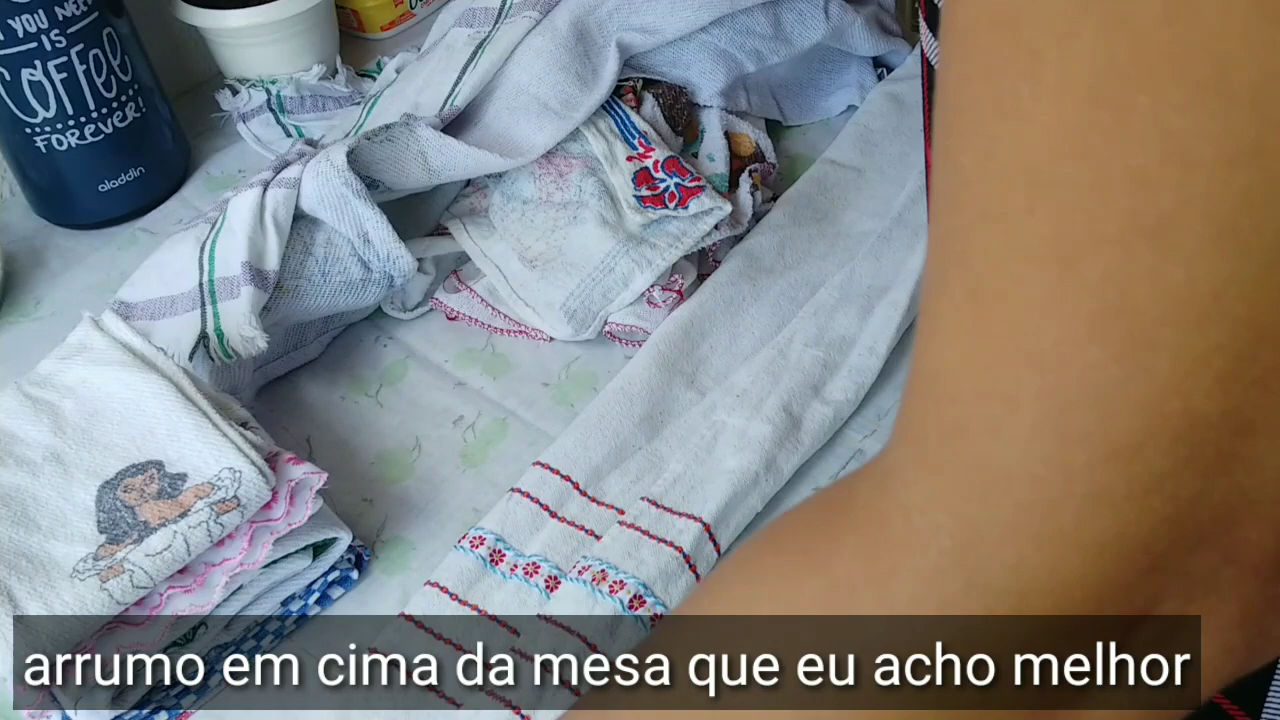 YOU NEED
IS
COFFEE
FOREVER!
aladdin
arrumo em cima da mesa que eu acho melhor